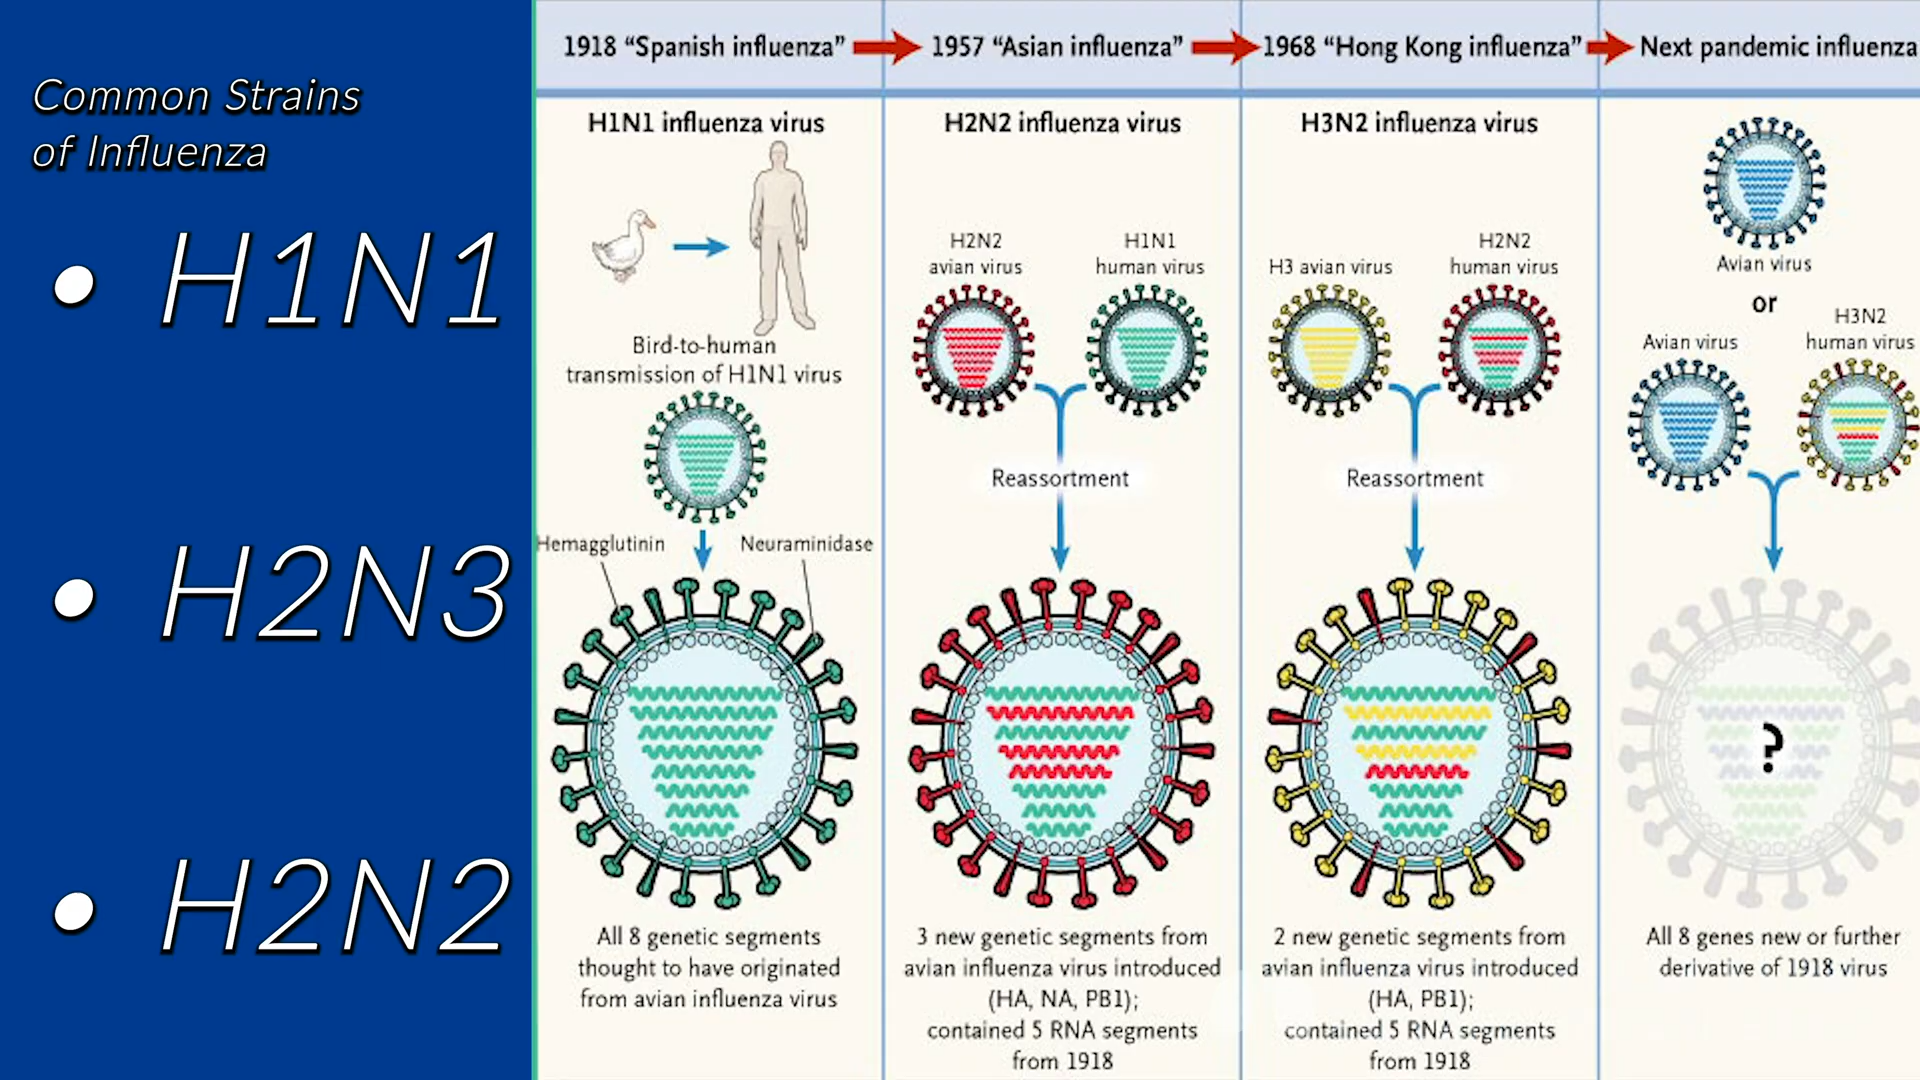 Common Strains
of Influenza
• H1N1
• H2N3
• H2N2
1918 “Spanish influenza”
1957 “Asian influenza”
1968 “Hong Kong influenza”
Next pandemic influenza
H1N1 influenza virus
Bird-to-human
transmission of H1N1 virus
Hemagglutinin
Neuraminidase
All 8 genetic segments
thought to have originated
from avian influenza virus
H2N2 influenza virus
H2N2
avian virus
H1N1
human virus
Reassortment
3 new genetic segments from
avian influenza virus introduced
(HA, NA, PB1);
contained 5 RNA segments
from 1918
H3N2 influenza virus
H3 avian virus
H2N2
human virus
Reassortment
2 new genetic segments from
avian influenza virus introduced
(HA, PB1);
contained 5 RNA segments
from 1918
Avian virus
or
Avian virus
H3N2
human virus
?
All 8 genes new or further
derivative of 1918 virus